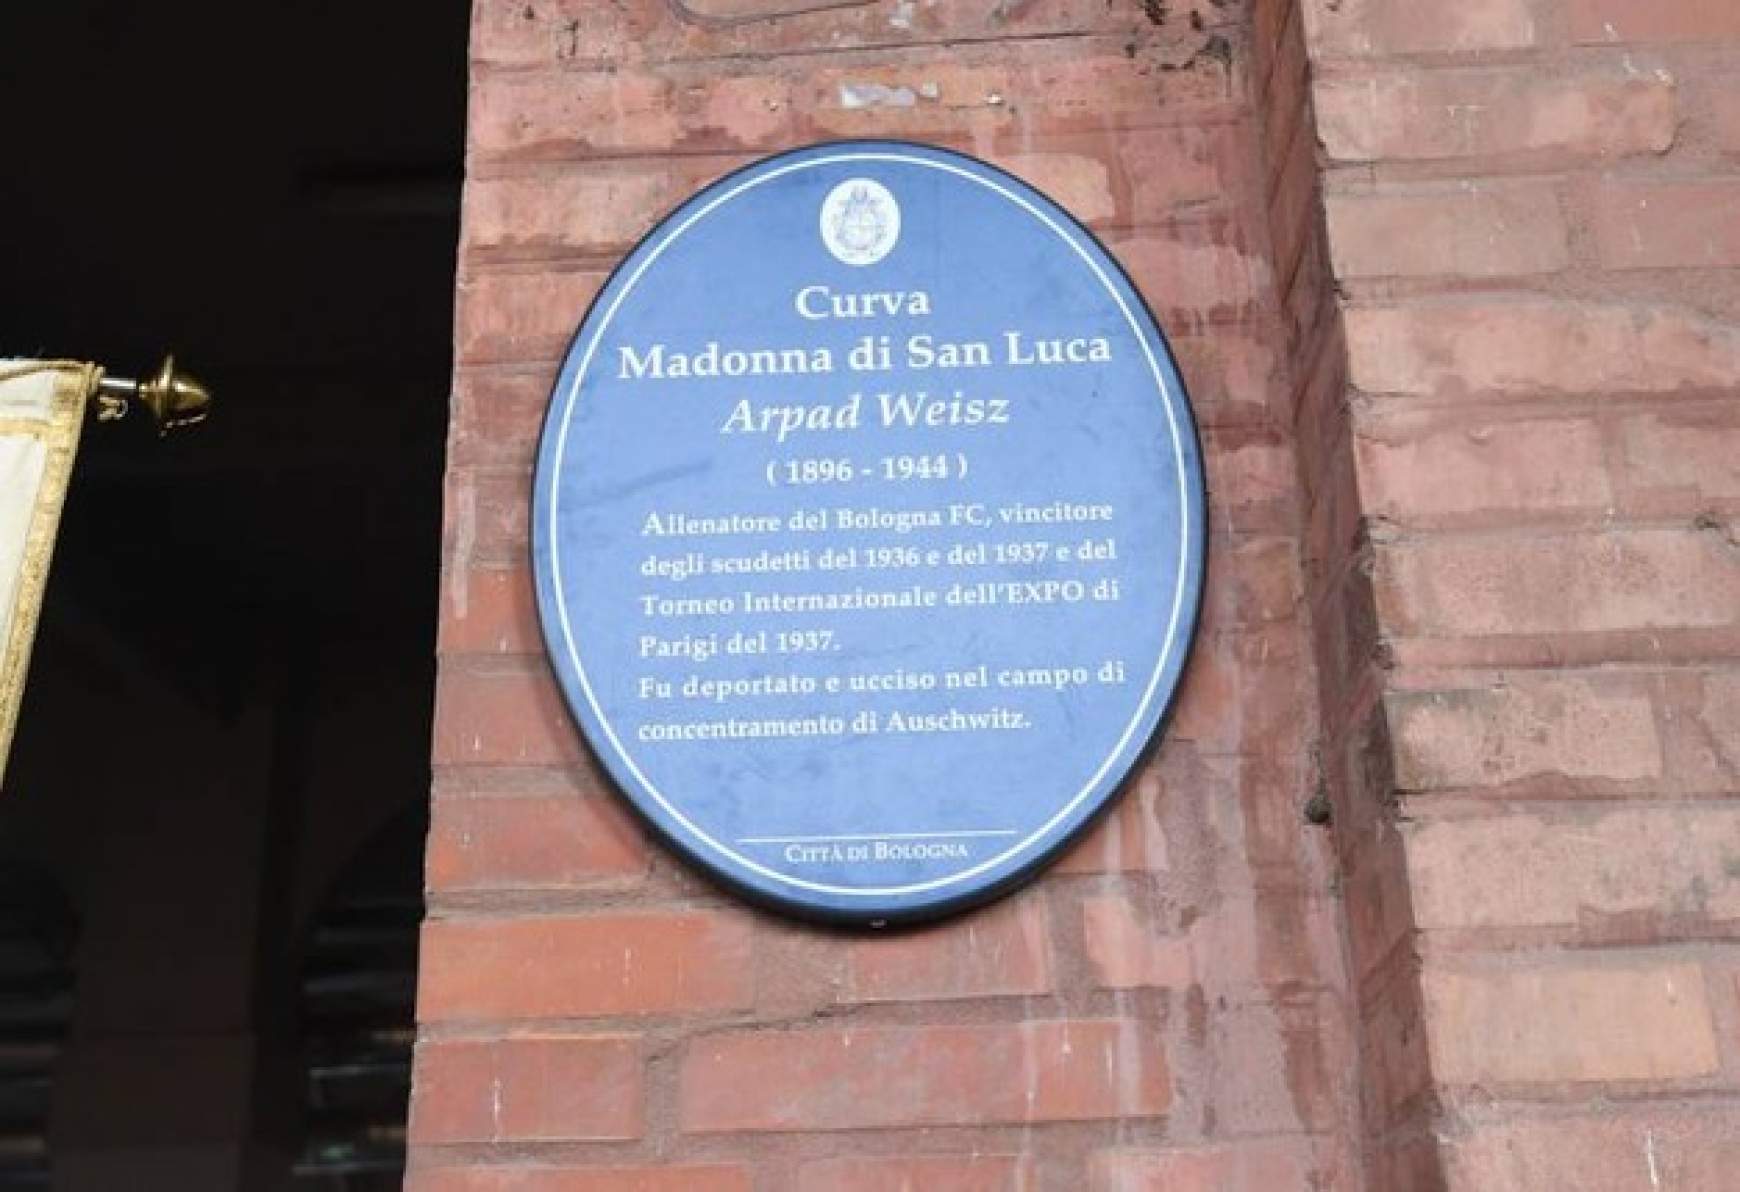 Curva
Madonna di San Luca
Arpad Weisz
( 1896 - 1944 )
Allenatore del Bologna FC, vincitore
degli scudetti del 1936 e del 1937 e del
Torneo Internazionale dell'EXPO di
Parigi del 1937.
Fu deportato e ucciso nel campo di
concentramento di Auschwitz.
CITTÀ DI BOLOGNA